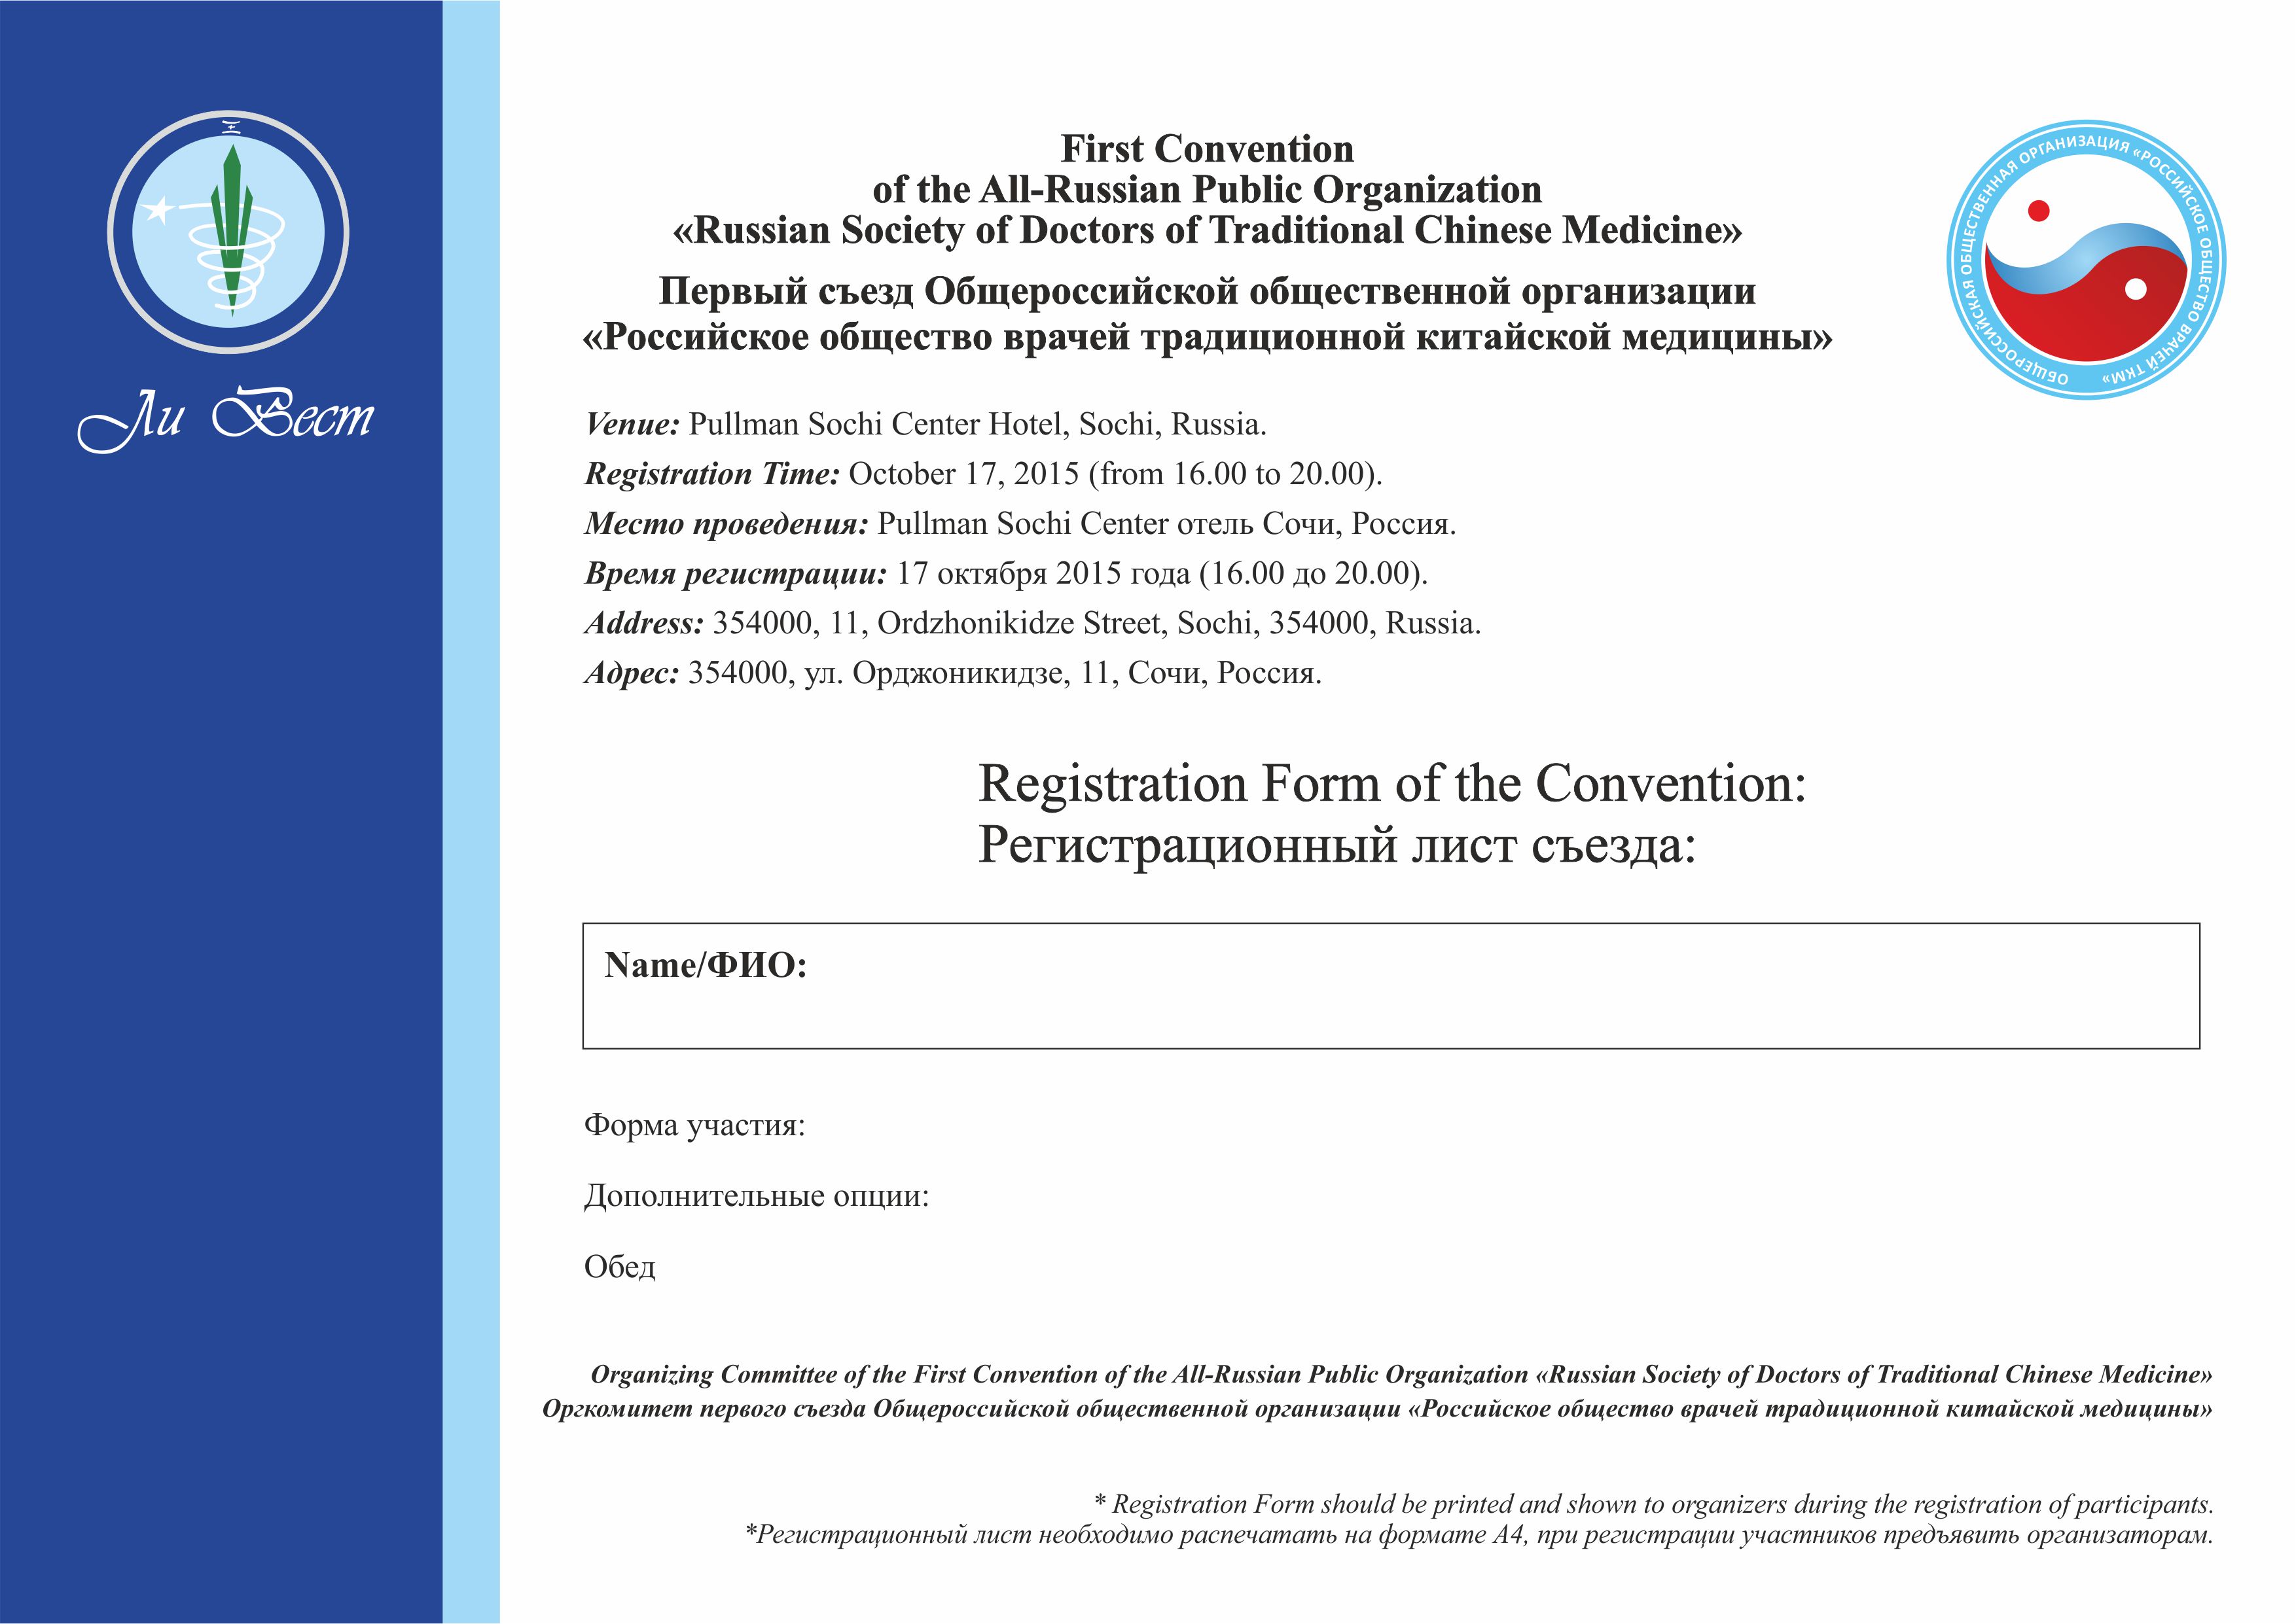 Ли Вест
First Convention
of the All-Russian Public Organization
«Russian Society of Doctors of Traditional Chinese Medicine»
Первый съезд Общероссийской общественной организации
«Российское общество врачей традиционной китайской медицины»
ОБЩЕРОССИЙСКАЯ ОБЩЕСТВЕННАЯ ОРГАНИЗАЦИЯ «РОССИЙСКОЕ ОБЩЕСТВО ВРАЧЕЙ ТКМ»
Venue: Pullman Sochi Center Hotel, Sochi, Russia.
Registration Time: October 17, 2015 (from 16.00 to 20.00).
Место проведения: Pullman Sochi Center отель Сочи, Россия.
Время регистрации: 17 октября 2015 года (16.00 до 20.00).
Address: 354000, 11, Ordzhonikidze Street, Sochi, 354000, Russia.
Адрес: 354000, ул. Орджоникидзе, 11, Сочи, Россия.
Registration Form of the Convention:
Регистрационный лист съезда:
Name/ФИО:
Форма участия:
Дополнительные опции:
Обед
Organizing Committee of the First Convention of the All-Russian Public Organization «Russian Society of Doctors of Traditional Chinese Medicine»
Оргкомитет первого съезда Общероссийской общественной организации «Российское общество врачей традиционной китайской медицины»
* Registration Form should be printed and shown to organizers during the registration of participants.
*Регистрационный лист необходимо распечатать на формате А4, при регистрации участников предъявить организаторам.